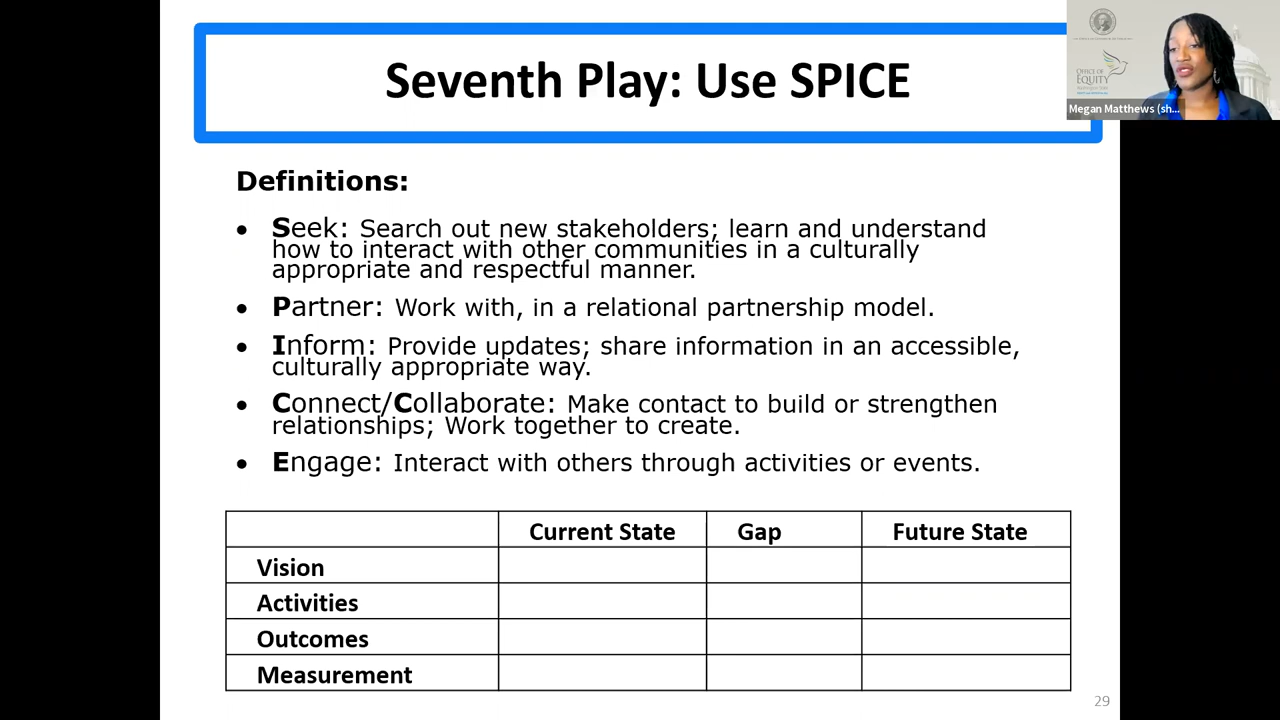 Seventh Play: Use SPICE
OFFICE OF
EQUITY
Megan Matthews (sh...
Definitions:
• Seek: Search out new stakeholders; learn and understand
how to interact with other communities in a culturally
appropriate and respectful manner.
• Partner: Work with, in a relational partnership model.
• Inform: Provide updates; share information in an accessible,
culturally appropriate way.
• Connect/Collaborate: Make contact to build or strengthen
relationships; Work together to create.
• Engage: Interact with others through activities or events.
Current State Gap Future State
Vision
Activities
Outcomes
Measurement
29